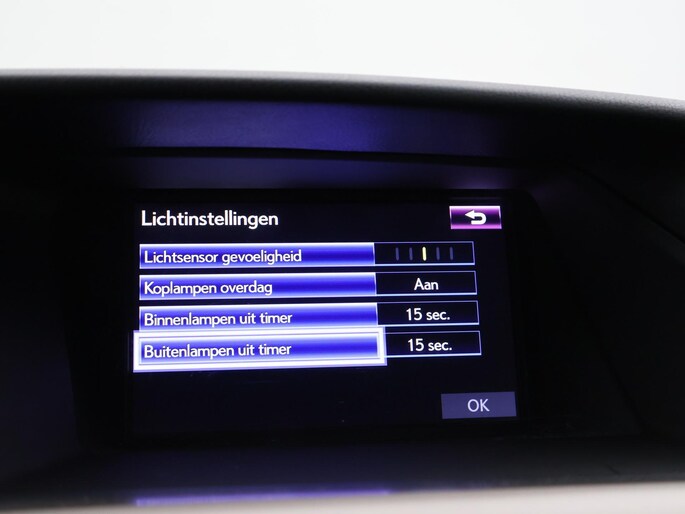 Lichtinstellingen
Lichtsensor gevoeligheid
Koplampen overdag Aan
Binnenlampen uit timer 15 sec.
Buitenlampen uit timer 15 sec.
OK